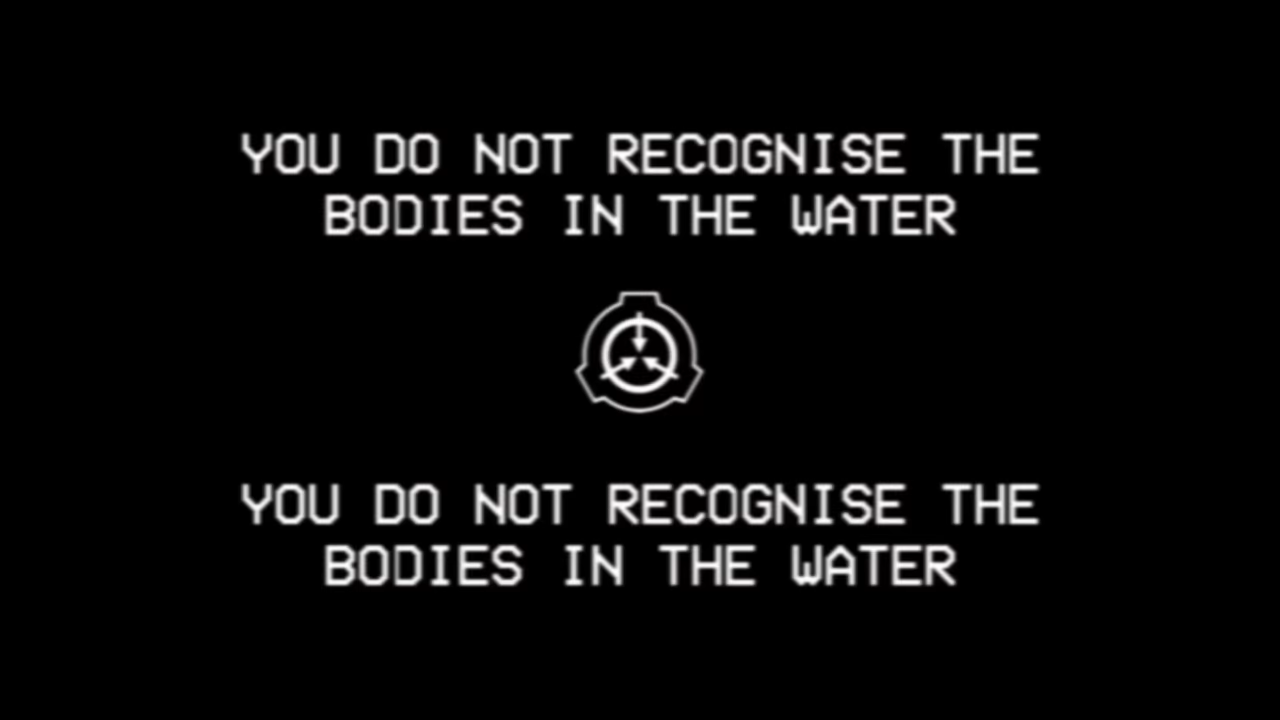 YOU DO NOT RECOGNISE THE
BODIES IN THE WATER
YOU DO NOT RECOGNISE THE
BODIES IN THE WATER